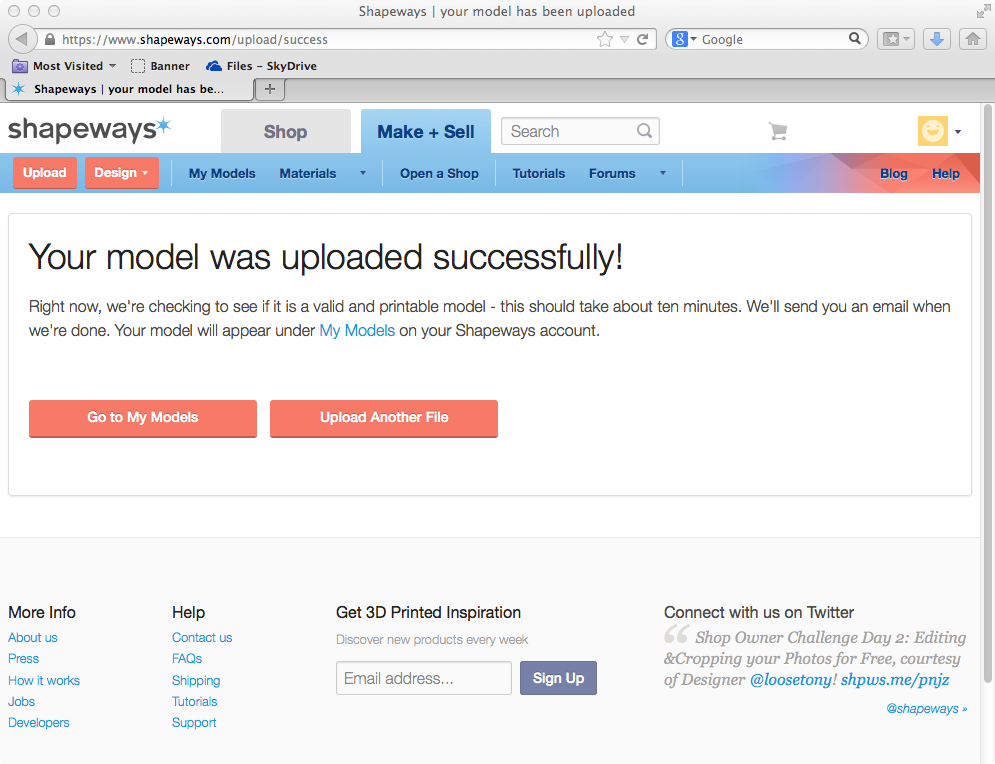 Shapeways | your model has been uploaded
https://www.shapeways.com/upload/success
Google
Most Visited Banner Files - SkyDrive
Shapeways | your model has be...
shapeways
Shop
Make + Sell
Search
Upload
Design
My Models
Materials
Open a Shop
Tutorials
Forums
Blog
Help
Your model was uploaded successfully!
Right now, we're checking to see if it is a valid and printable model - this should take about ten minutes. We'll send you an email when
we're done. Your model will appear under My Models on your Shapeways account.
Go to My Models
Upload Another File
More Info
About us
Press
How it works
Jobs
Developers
Help
Contact us
FAQs
Shipping
Tutorials
Support
Get 3D Printed Inspiration
Discover new products every week
Email address...
Sign Up
Connect with us on Twitter
“ Shop Owner Challenge Day 2: Editing
&Cropping your Photos for Free, courtesy
of Designer @loosetony! shpws.me/pnjz
@shapeways »